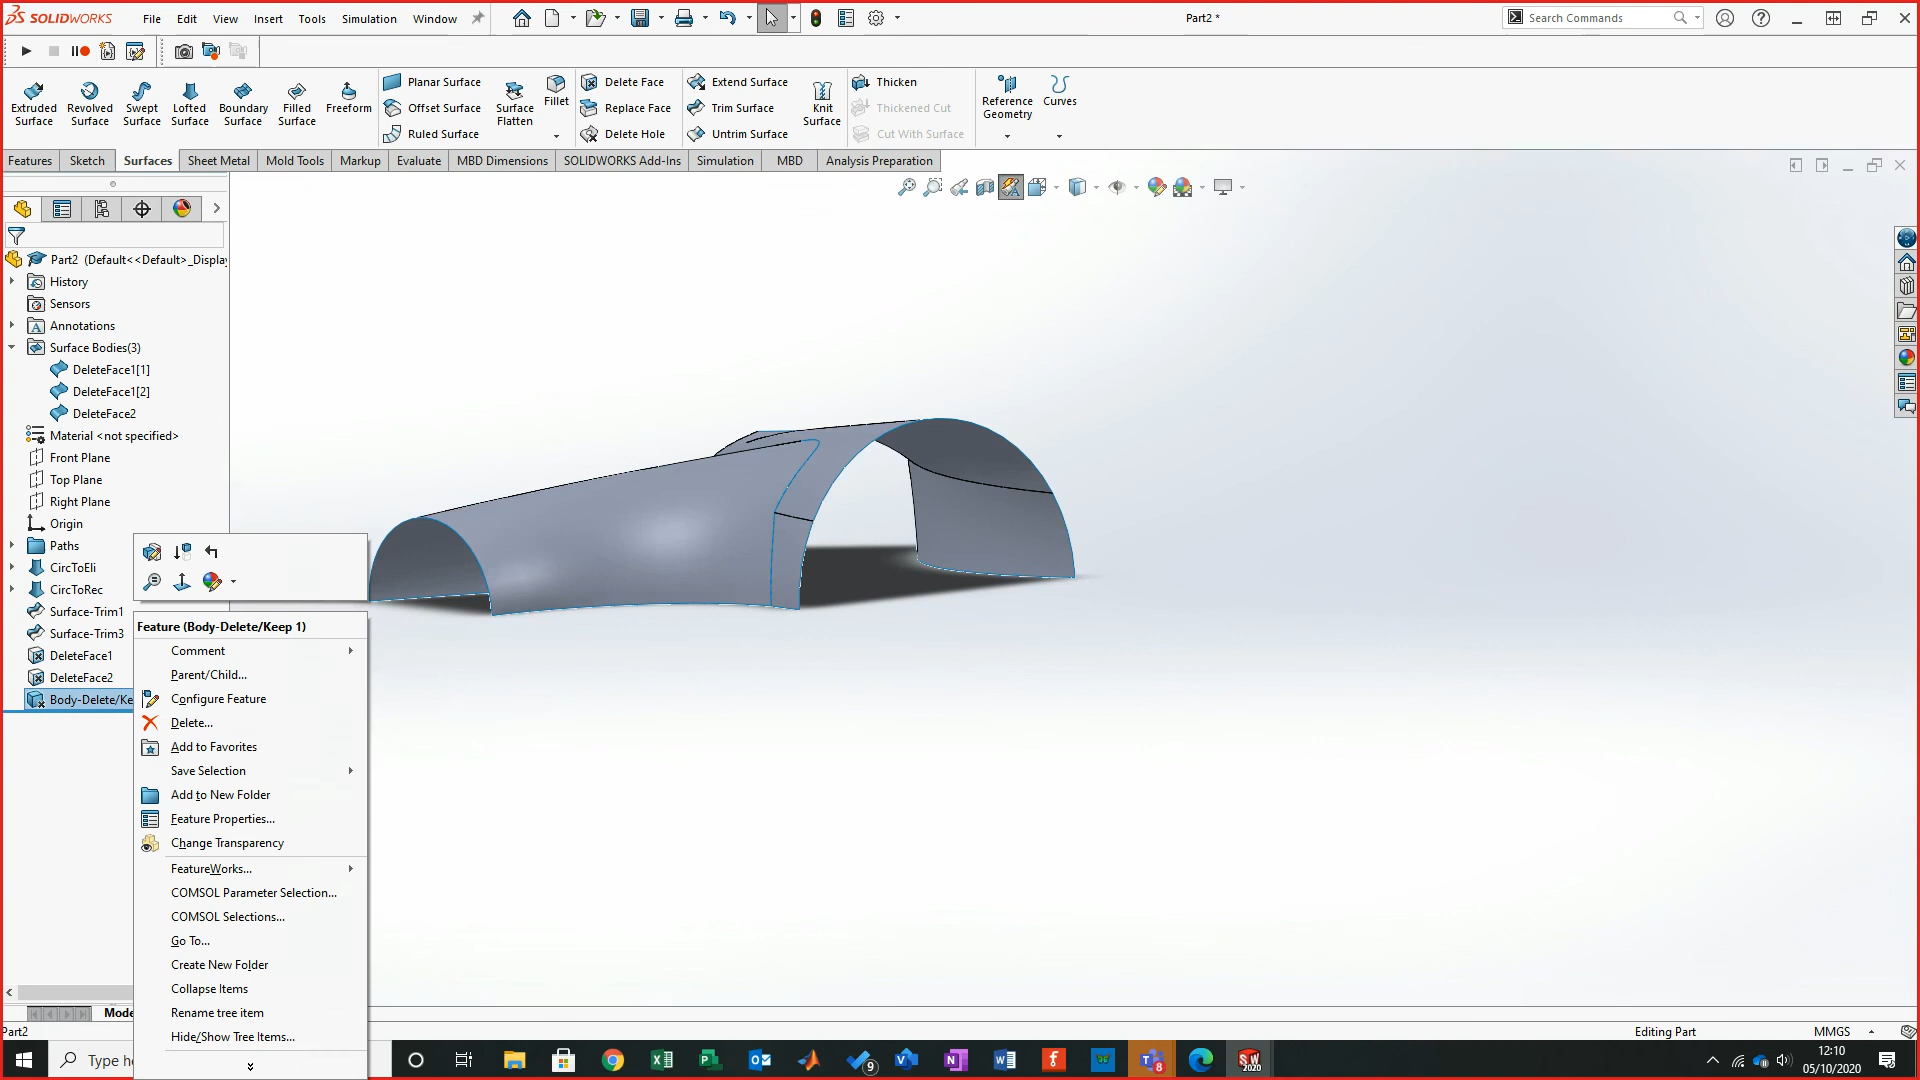 SOLIDWORKS File Edit View Insert Tools Simulation Window Part2 * Search Commands
Extruded Surface
Revolved Surface
Swept Surface
Lofted Surface
Boundary Surface
Filled Surface
Freeform
Planar Surface
Offset Surface
Ruled Surface
Surface Flatten
Fillet
Delete Face
Replace Face
Delete Hole
Extend Surface
Trim Surface
Untrim Surface
Knit Surface
Thicken
Thickened Cut
Cut With Surface
Reference Geometry
Curves
Features Sketch Surfaces Sheet Metal Mold Tools Markup Evaluate MBD Dimensions SOLIDWORKS Add-Ins Simulation MBD Analysis Preparation
Part2 (Default<<Default>_Display
History
Sensors
Annotations
Surface Bodies(3)
DeleteFace1[1]
DeleteFace1[2]
DeleteFace2
Material <not specified>
Front Plane
Top Plane
Right Plane
Origin
Paths
CircToEli
CircToRec
Surface-Trim1
Surface-Trim3
DeleteFace1
DeleteFace2
Body-Delete/Ke
Feature (Body-Delete/Keep 1)
Comment
Parent/Child...
Configure Feature
Delete...
Add to Favorites
Save Selection
Add to New Folder
Feature Properties...
Change Transparency
FeatureWorks...
COMSOL Parameter Selection...
COMSOL Selections...
Go To...
Create New Folder
Collapse Items
Rename tree item
Hide/Show Tree Items...
Mode
Part2 Editing Part MMGS
Type he
9
8
SW 2020
12:10
05/10/2020